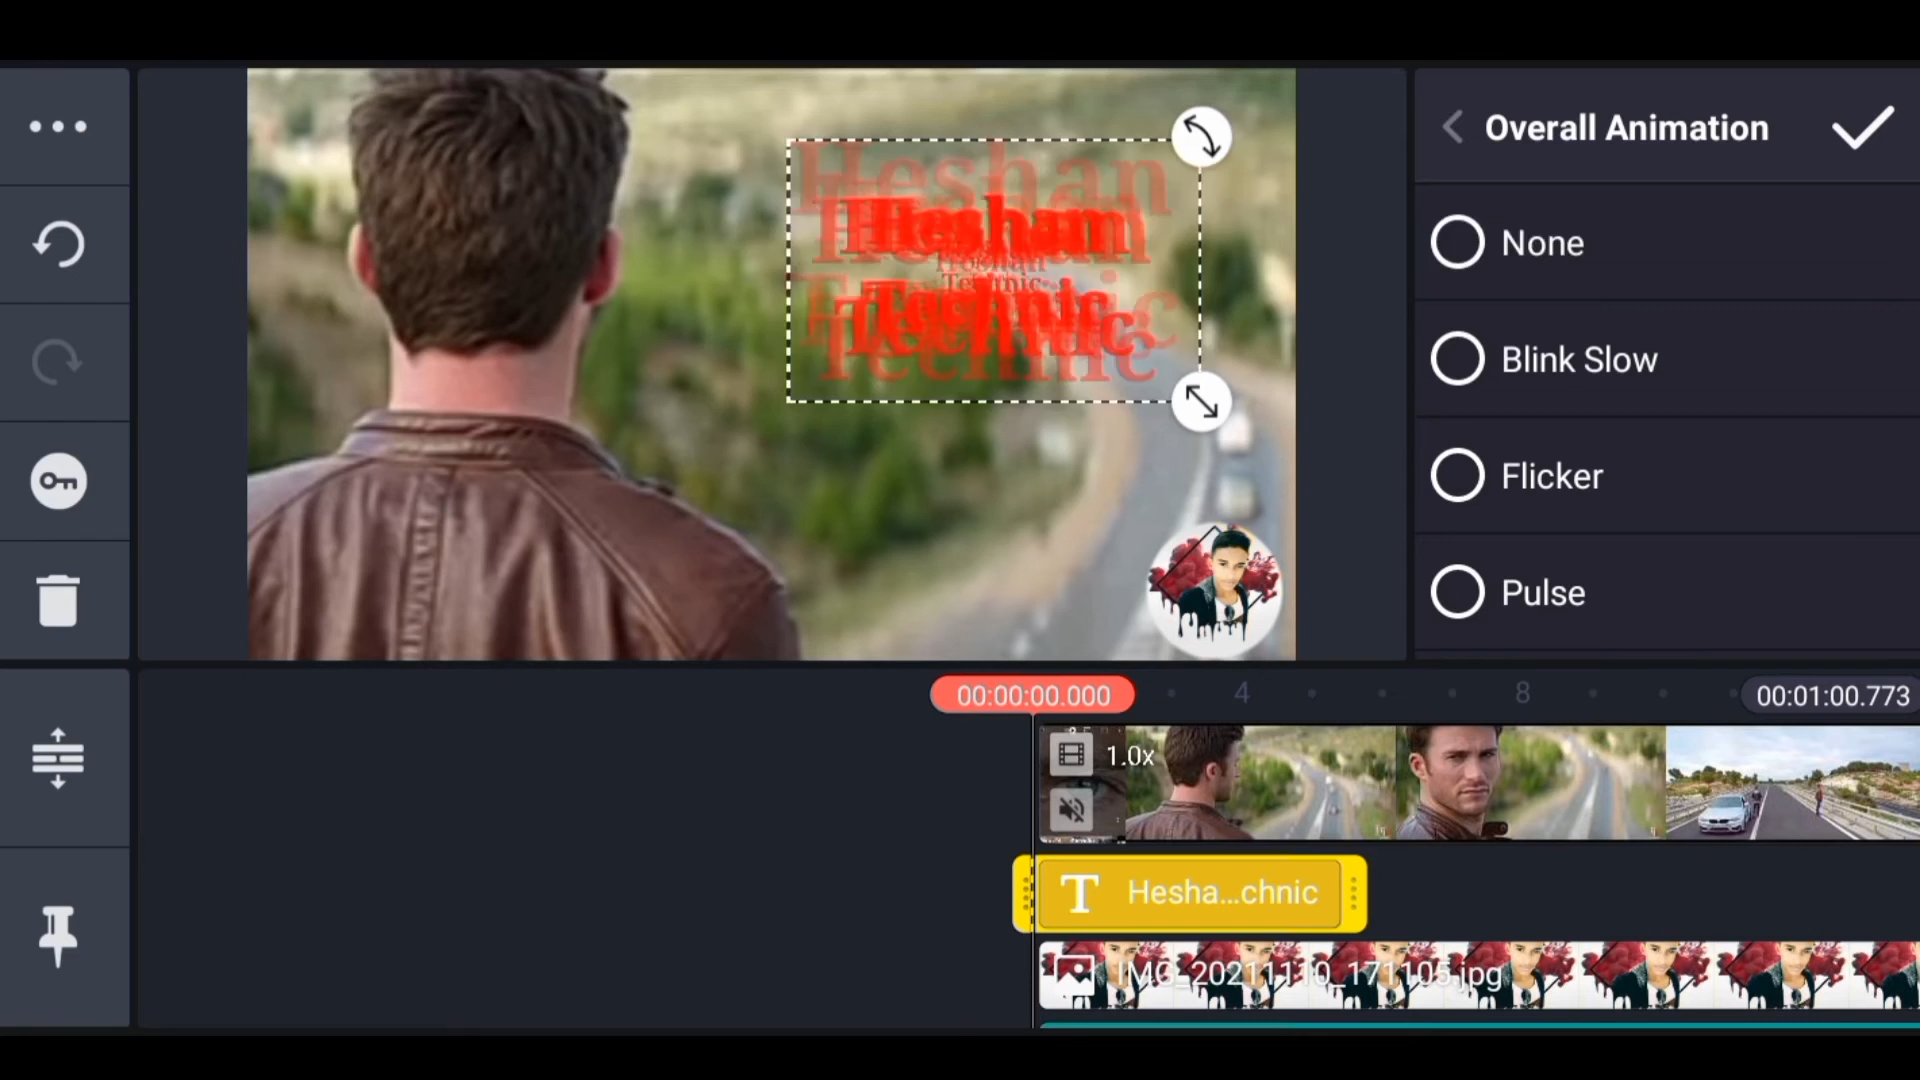 Overall Animation
None
Blink Slow
Flicker
Pulse
Heshan
Technic
00:00:00.000
4
8
00:01:00.773
1.0x
T Hesha...chnic
IMG_20211110_171105.jpg